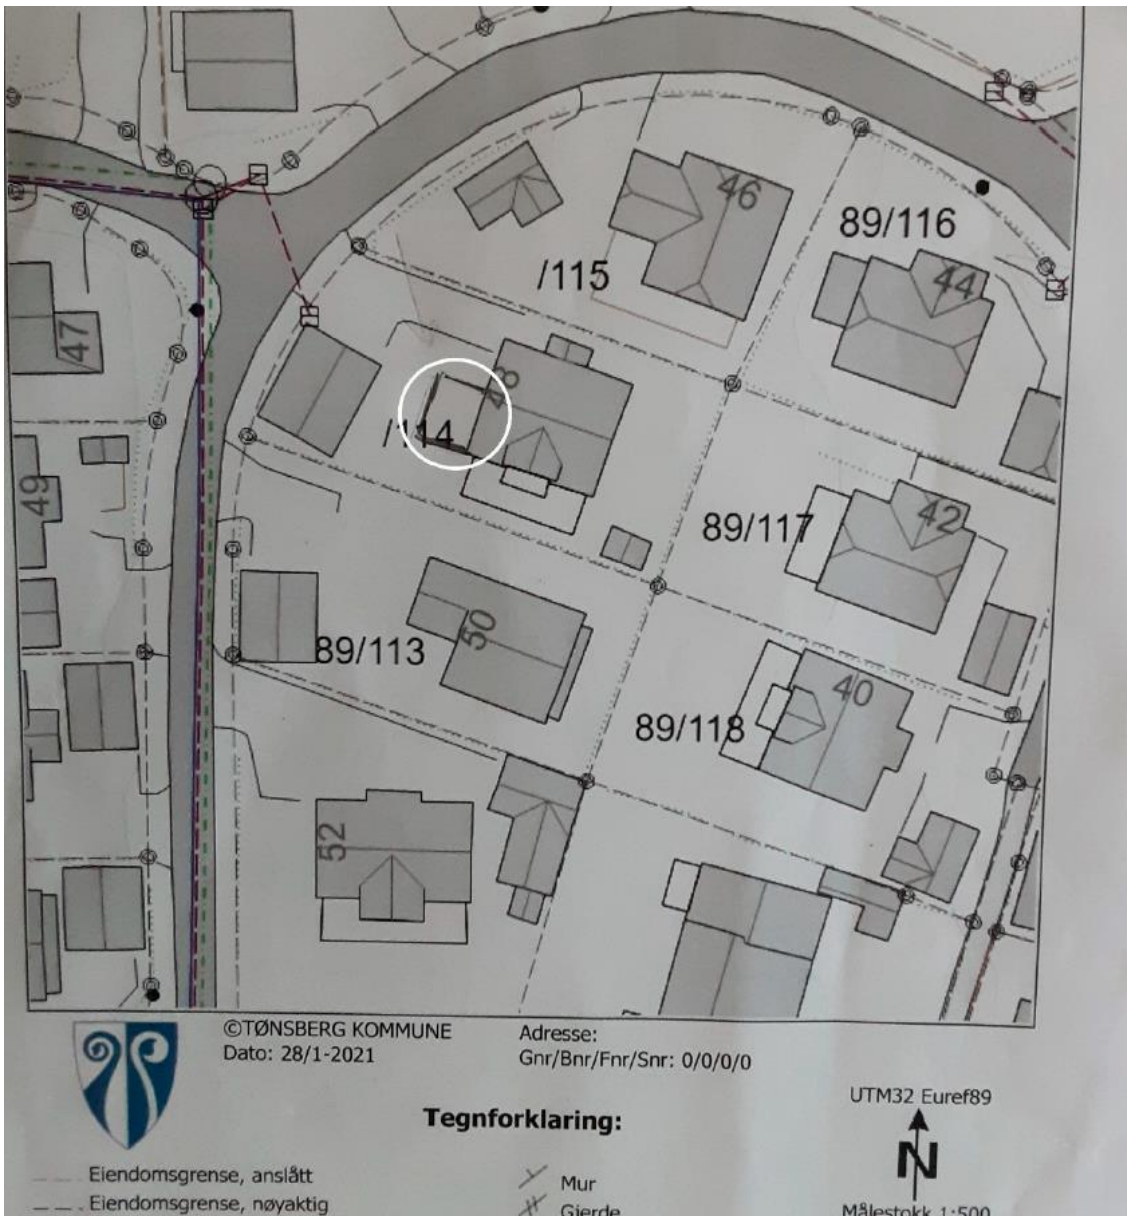 46
89/116
44
/115
47
48
/114
49
42
89/117
50
89/113
40
89/118
52
©TØNSBERG KOMMUNE
Dato: 28/1-2021
Adresse:
Gnr/Bnr/Fnr/Snr: 0/0/0/0
UTM32 Euref89
N
Målestokk 1:500
Tegnforklaring:
Eiendomsgrense, anslått
Eiendomsgrense, nøyaktig
Mur
Gjerde